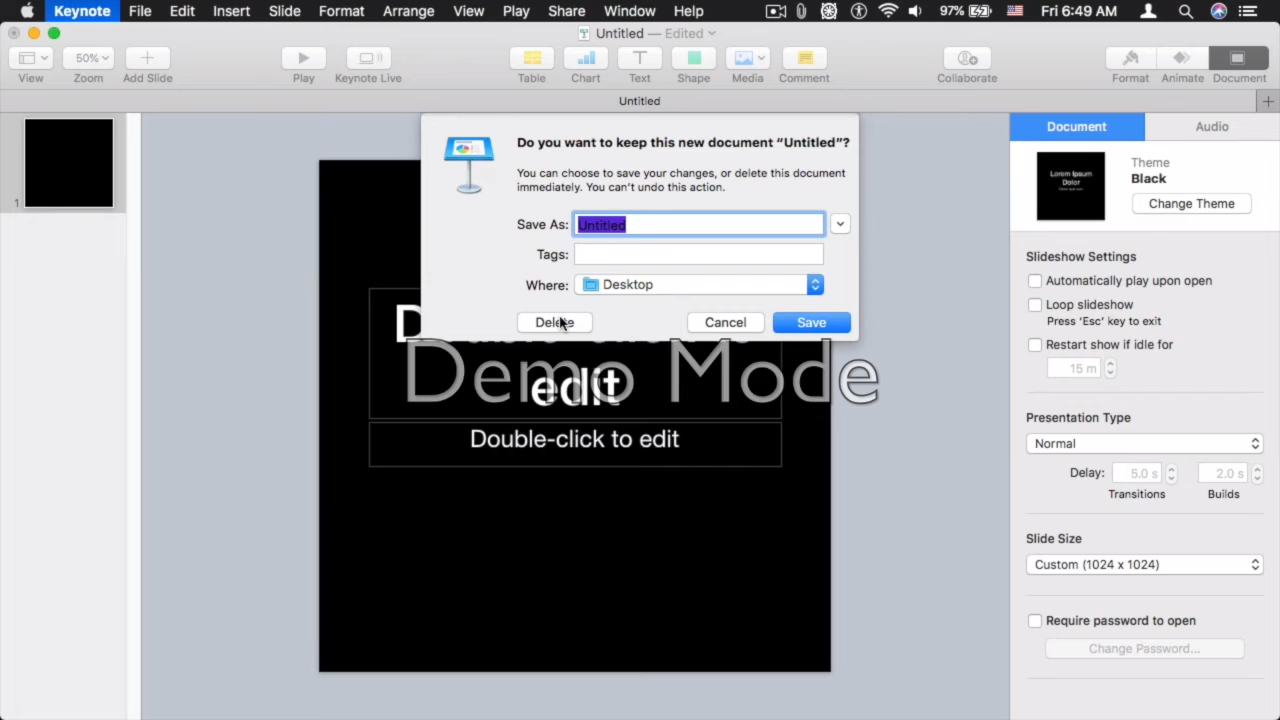 Keynote File Edit Insert Slide Format Arrange View Play Share Window Help 97% Fri 6:49 AM
Untitled — Edited
50%
View Zoom Add Slide Play Keynote Live Table Chart Text Shape Media Comment Collaborate Format Animate Document
Untitled
1
Do you want to keep this new document “Untitled”?
You can choose to save your changes, or delete this document
immediately. You can’t undo this action.
Save As: Untitled
Tags:
Where: Desktop
Delete Cancel Save
edit
Double-click to edit
Demo Mode
Document Audio
Lorem Ipsum
Dolor
Theme
Black
Change Theme
Slideshow Settings
Automatically play upon open
Loop slideshow
Press ‘Esc’ key to exit
Restart show if idle for
15 m
Presentation Type
Normal
Delay: 5.0 s 2.0 s
Transitions Builds
Slide Size
Custom (1024 x 1024)
Require password to open
Change Password...